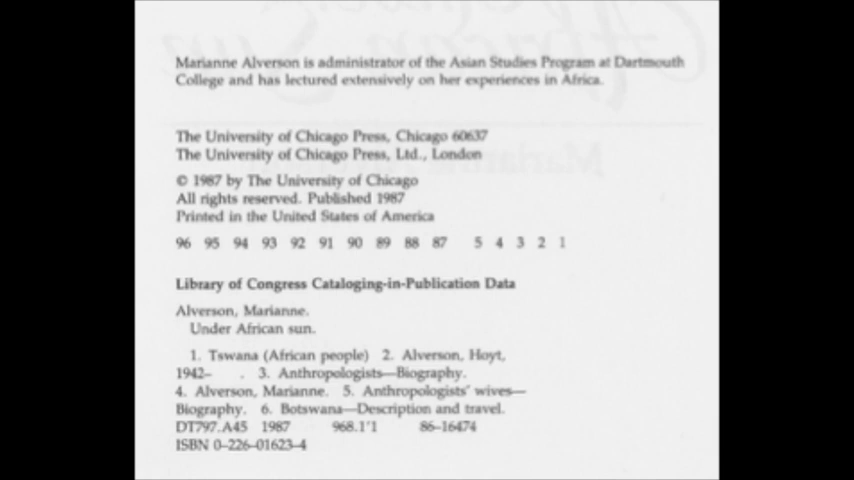 Marianne Alverson is administrator of the Asian Studies Program at Dartmouth
College and has lectured extensively on her experiences in Africa.
The University of Chicago Press, Chicago 60637
The University of Chicago Press, Ltd., London
© 1987 by The University of Chicago
All rights reserved. Published 1987
Printed in the United States of America
96 95 94 93 92 91 90 89 88 87 5 4 3 2 1
Library of Congress Cataloging-in-Publication Data
Alverson, Marianne.
Under African sun.
1. Tswana (African people) 2. Alverson, Hoyt,
1942– . 3. Anthropologists—Biography.
4. Alverson, Marianne. 5. Anthropologists' wives—
Biography. 6. Botswana—Description and travel.
DT797.A45 1987 968.1'1 86-16474
ISBN 0-226-01623-4